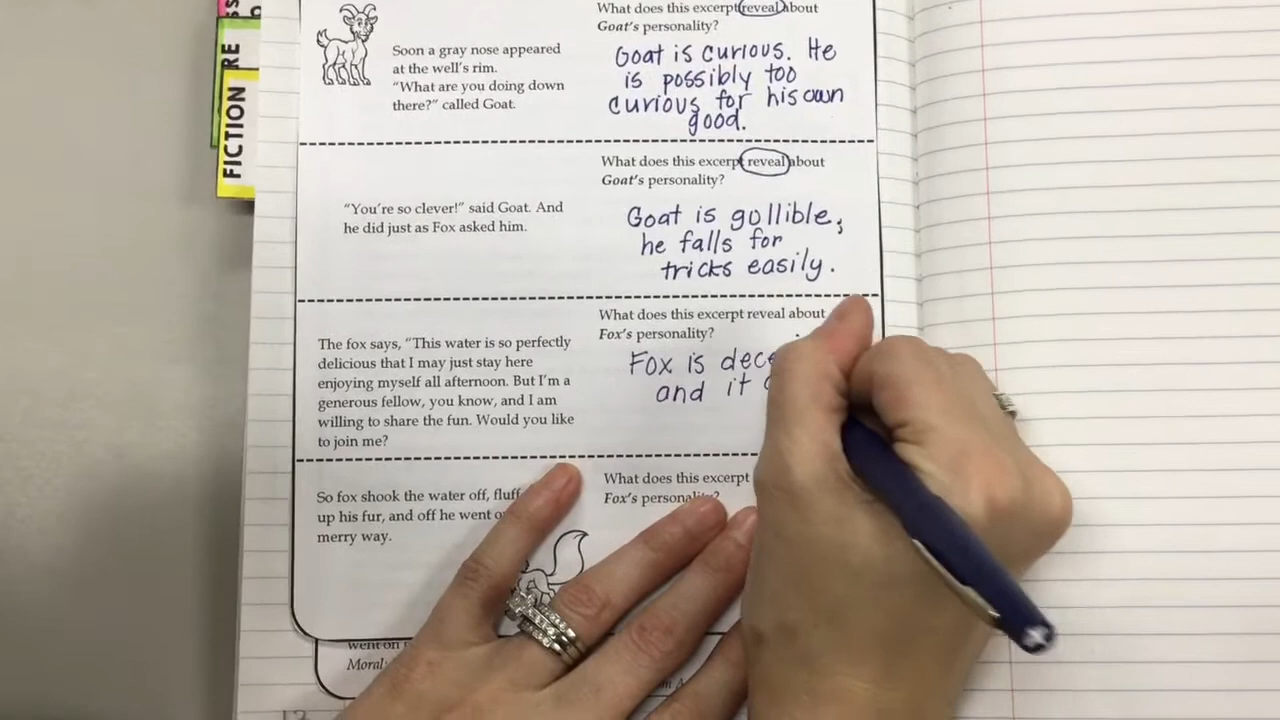 RE
FICTION
What does this excerpt reveal about
Goat's personality?
Soon a gray nose appeared
at the well's rim.
"What are you doing down
there?" called Goat.
Goat is curious. He
is possibly too
curious for his own
good.
What does this excerpt reveal about
Goat's personality?
"You're so clever!" said Goat. And
he did just as Fox asked him.
Goat is gullible;
he falls for
tricks easily.
What does this excerpt reveal about
Fox's personality?
The fox says, "This water is so perfectly
delicious that I may just stay here
enjoying myself all afternoon. But I'm a
generous fellow, you know, and I am
willing to share the fun. Would you like
to join me?
Fox is
and it
What does this excerpt
Fox's personality?
So fox shook the water off,
up his fur, and off he went
merry way.
went on
Moral: